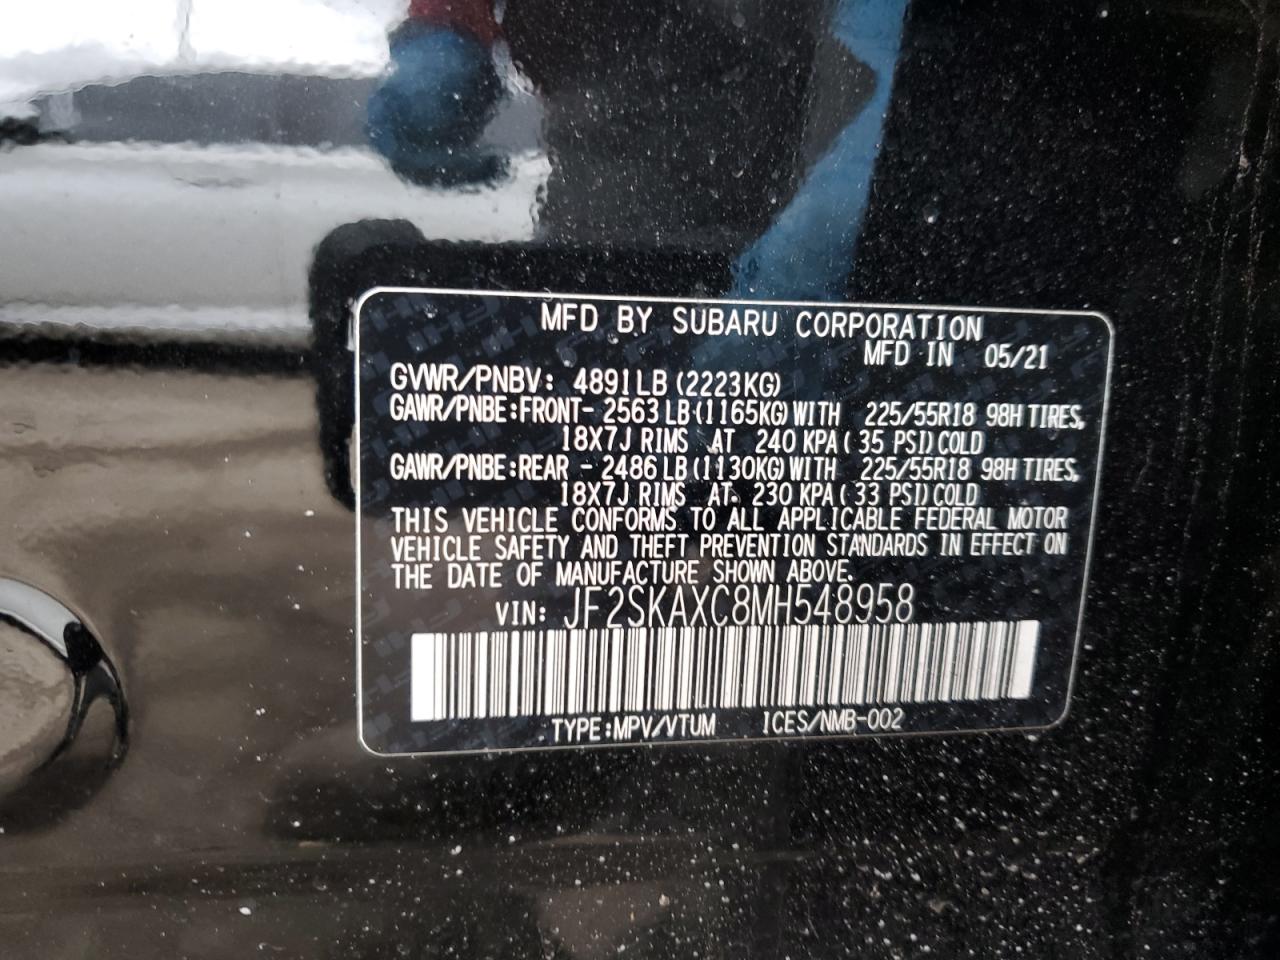 MFD BY SUBARU CORPORATION
MFD IN 05/21
GVWR/PNBV: 4891LB (2223KG)
GAWR/PNBE:FRONT- 2563 LB (1165KG) WITH 225/55R18 98H TIRES,
18X7J RIMS AT 240 KPA ( 35 PSI) COLD
GAWR/PNBE:REAR - 2486 LB (1130KG) WITH 225/55R18 98H TIRES,
18X7J RIMS AT 230 KPA ( 33 PSI) COLD
THIS VEHICLE CONFORMS TO ALL APPLICABLE FEDERAL MOTOR
VEHICLE SAFETY AND THEFT PREVENTION STANDARDS IN EFFECT ON
THE DATE OF MANUFACTURE SHOWN ABOVE.
VIN: JF2SKAXC8MH548958
TYPE:MPV/VTUM ICES/NMB-002